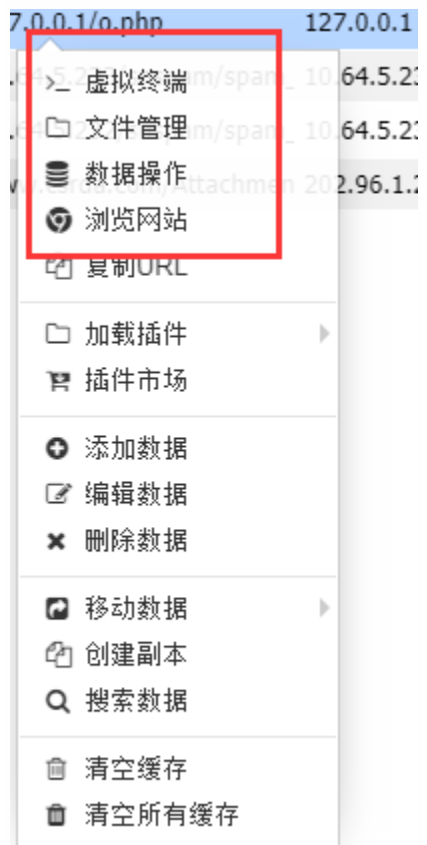 7.0.0.1/o.php 127.0.0.1
虚拟终端
64.5.23
文件管理
64.5.23
数据操作
2.96.1.2
浏览网站
复制URL
加载插件
插件市场
添加数据
编辑数据
删除数据
移动数据
创建副本
搜索数据
清空缓存
清空所有缓存